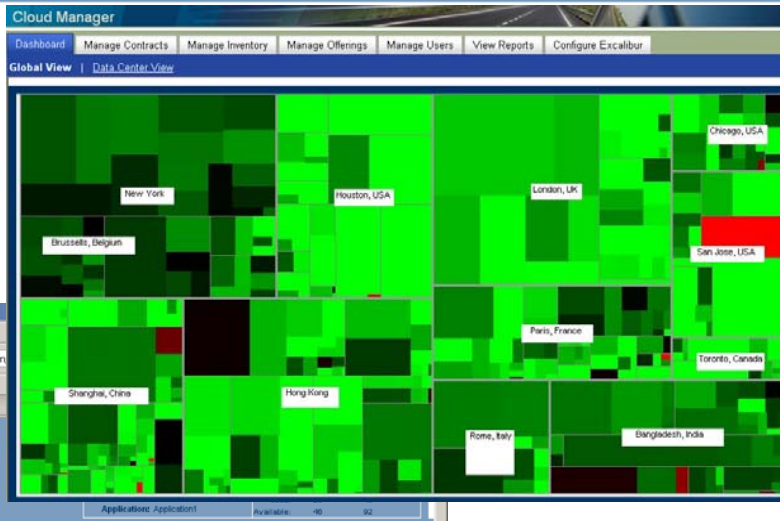 Cloud Manager
Dashboard Manage Contracts Manage Inventory Manage Offerings Manage Users View Reports Configure Excalibur
Global View | Data Center View
Chicago, USA
New York
Houston, USA
London, UK
Brussells, Belgium
San Jose, USA
Paris, France
Toronto, Canada
Shanghai, China
Hong Kong
Rome, Italy
Bangladesh, India
Application: Application1
Available: 46 92